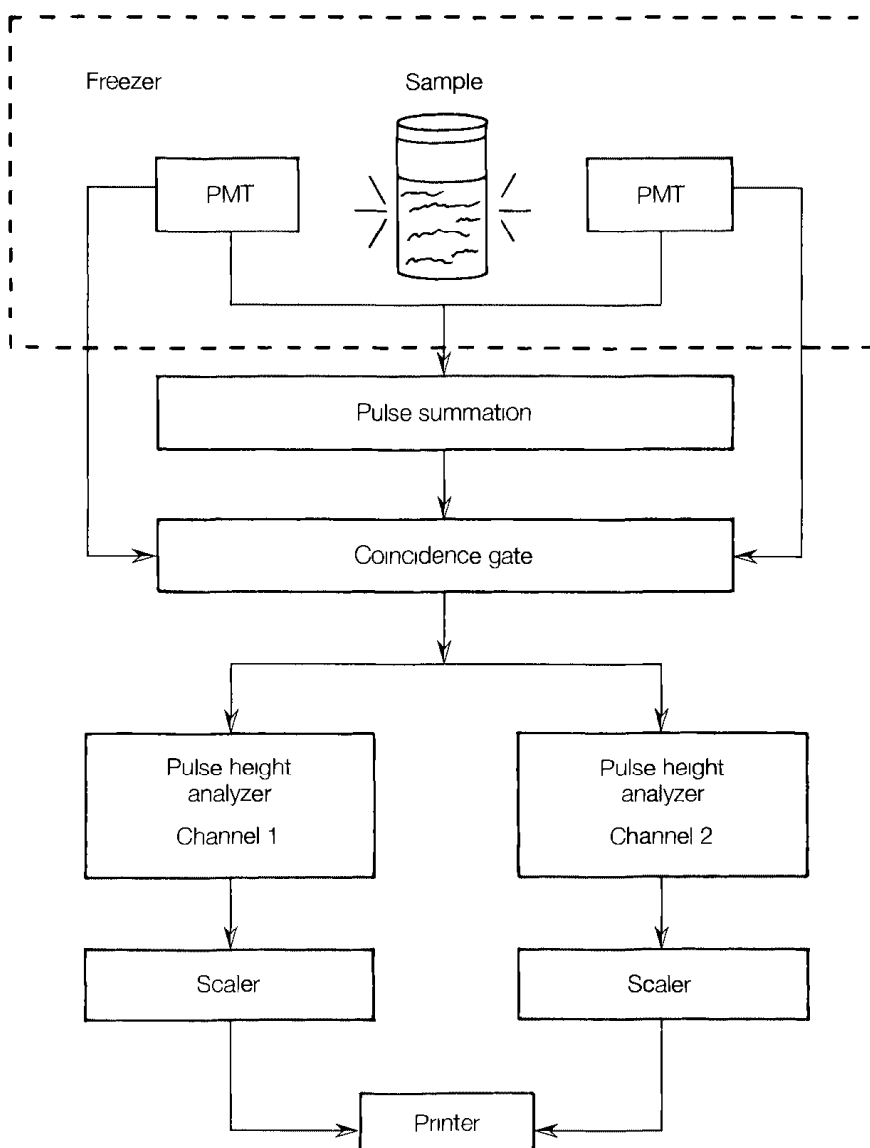 Freezer
Sample
PMT
PMT
Pulse summation
Coincidence gate
Pulse height
analyzer
Channel 1
Pulse height
analyzer
Channel 2
Scaler
Scaler
Printer